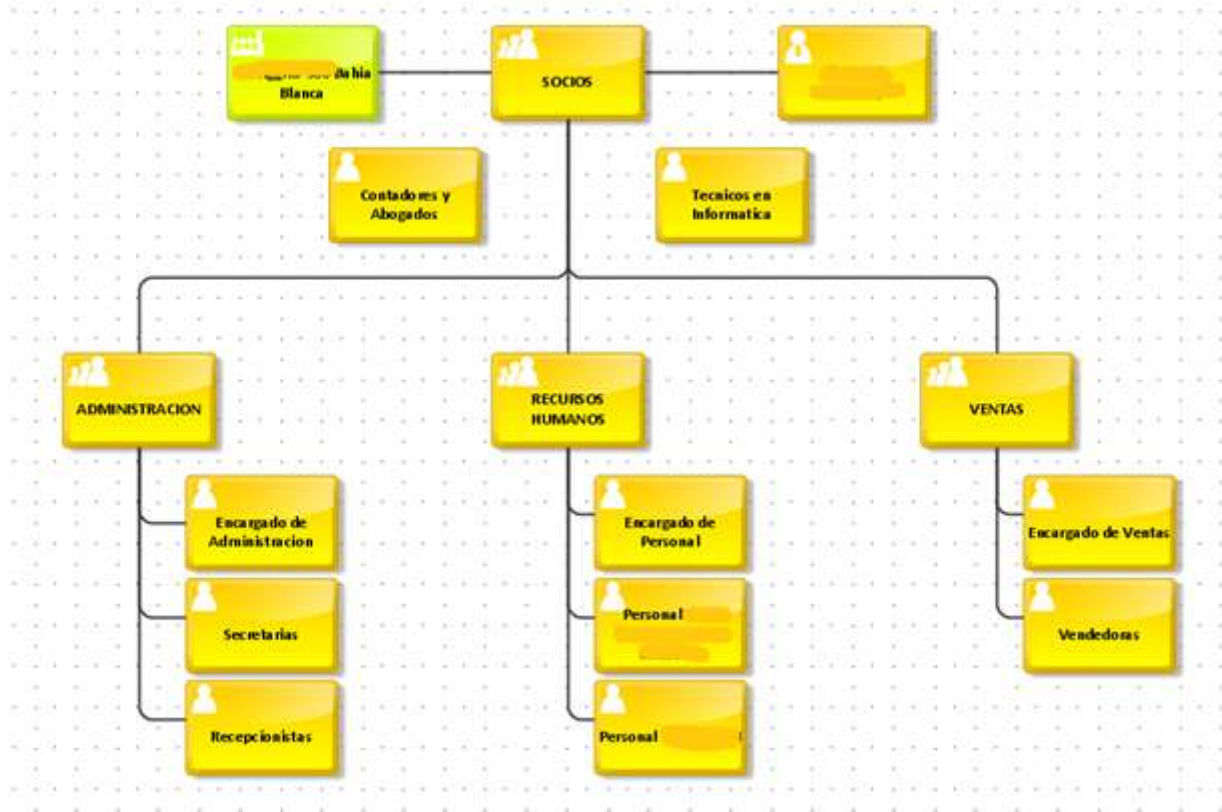 Bahia
Blanca
SOCIOS
Contadores y
Abogados
Tecnicos en
Informatica
ADMINISTRACION
RECURSOS
HUMANOS
VENTAS
Encargado de
Administracion
Encargado de
Personal
Encargado de Ventas
Secretarias
Personal
Vendedoras
Recepcionistas
Personal